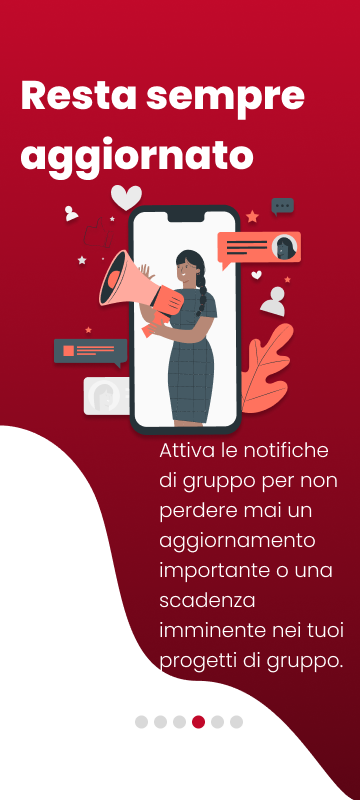 Resta sempre
aggiornato
Attiva le notifiche
di gruppo per non
perdere mai un
aggiornamento
importante o una
scadenza
imminente nei tuoi
progetti di gruppo.